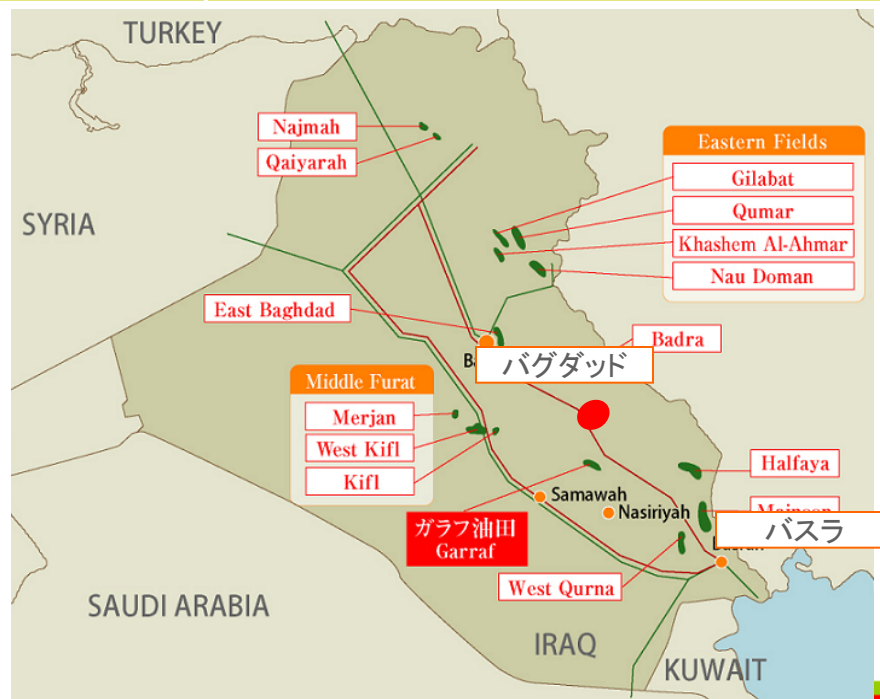 TURKEY
Najmah
Qaiyarah
Eastern Fields
Gilabat
Qumar
Khashem Al-Ahmar
Nau Doman
SYRIA
East Baghdad
Badra
バグダッド
Middle Furat
Merjan
West Kifl
Kifl
Halfaya
Samawah
Nasiriyah
バスラ
ガラフ油田
Garraf
West Qurna
SAUDI ARABIA
IRAQ
KUWAIT